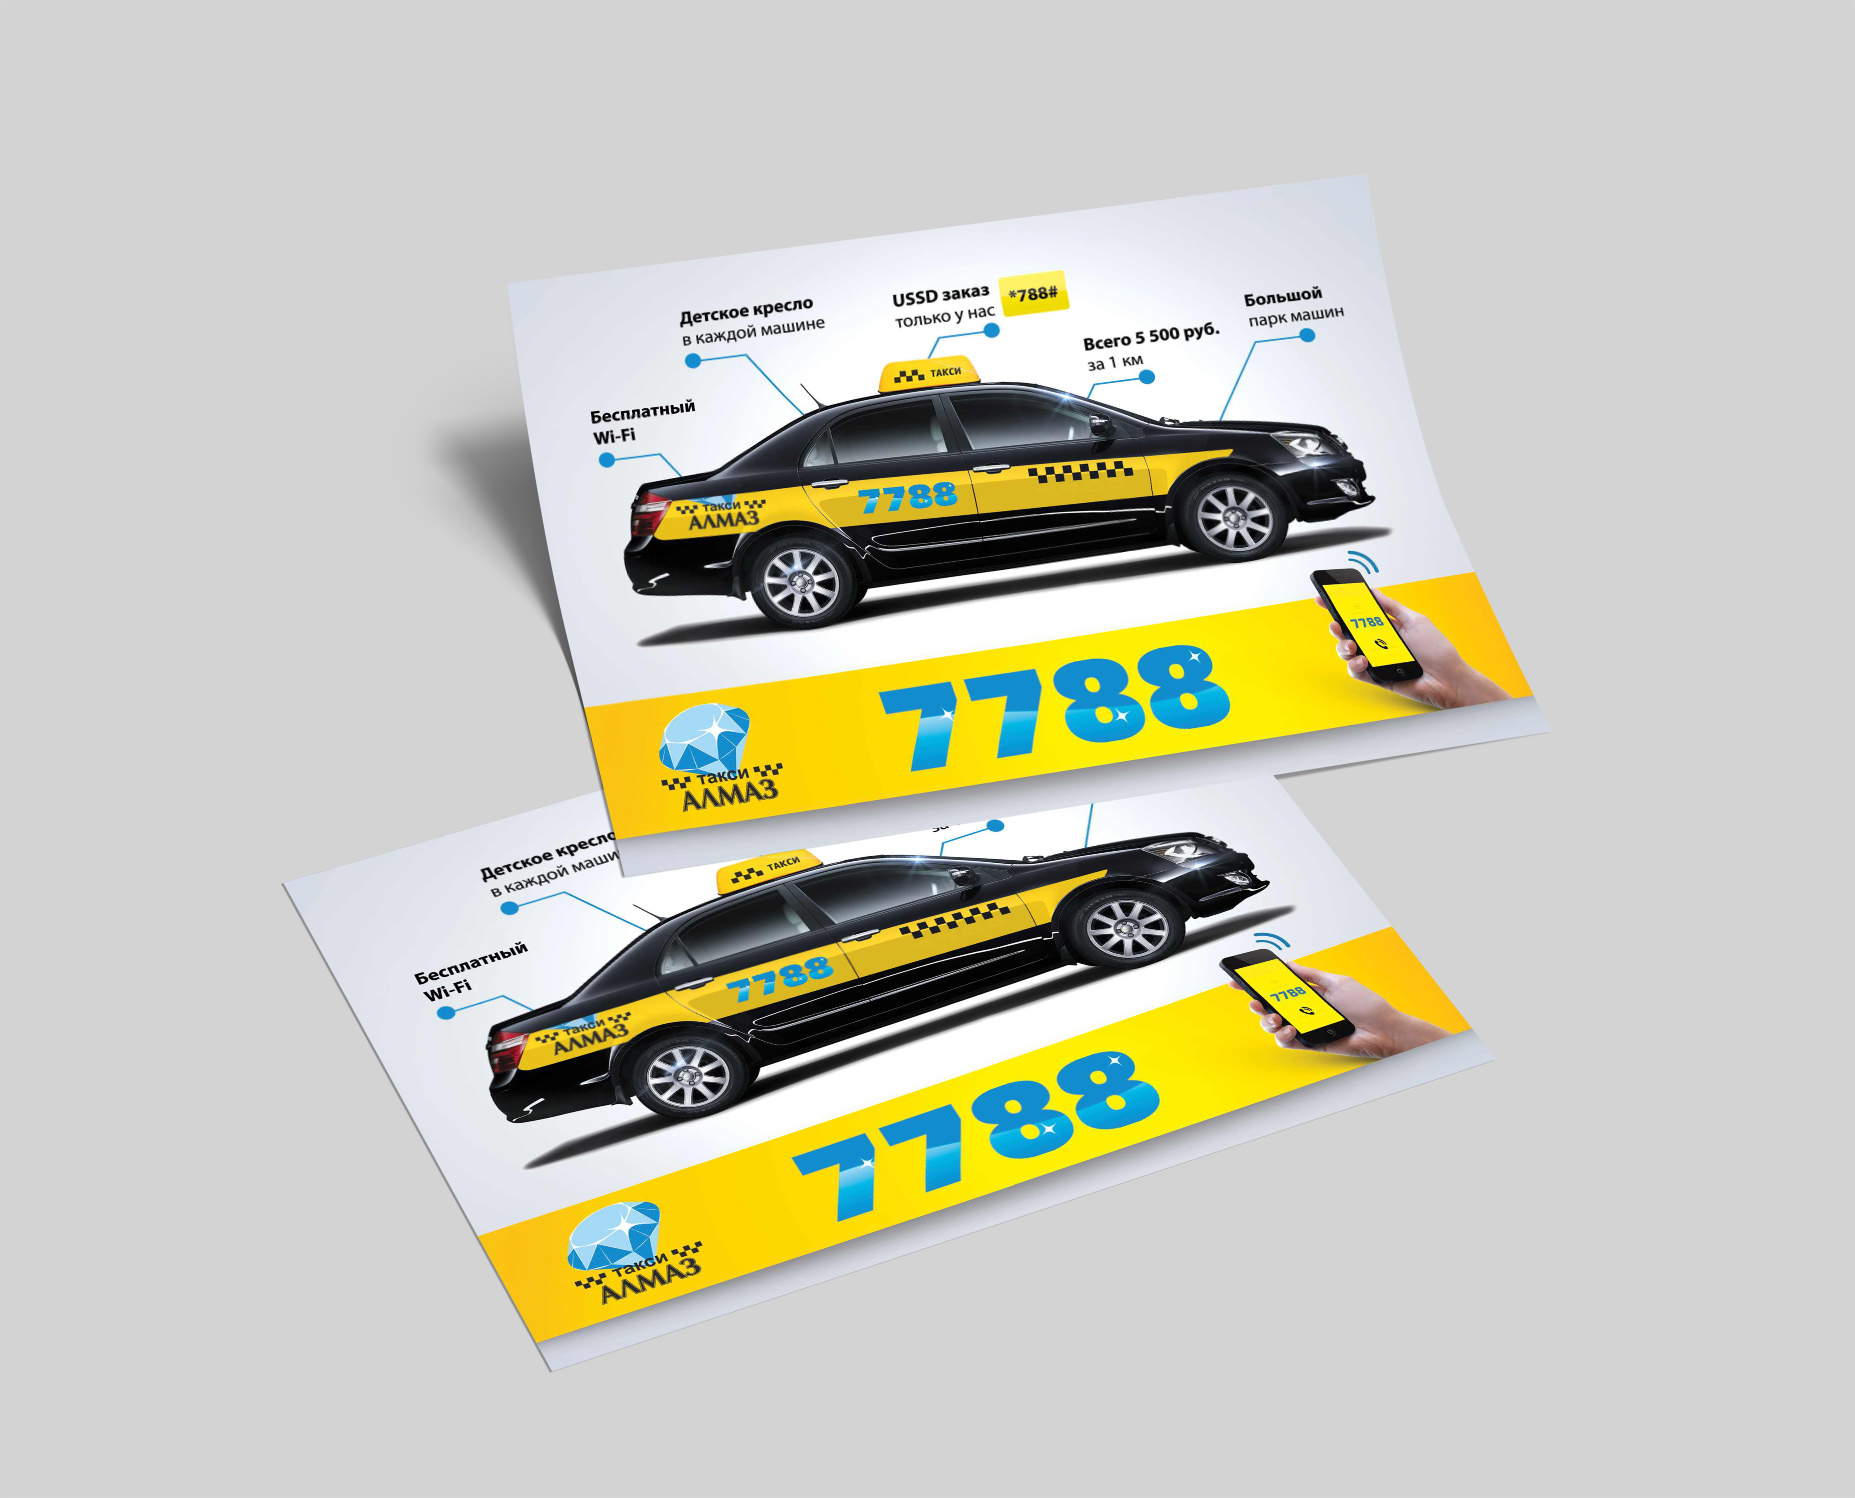 Детское кресло
в каждой машине
USSD заказ
только у нас
*788#
Всего 5 500 руб.
за 1 км
Большой
парк машин
Бесплатный
Wi-Fi
ТАКСИ
такси
АЛМАЗ
7788
7788
7788
такси
АЛМАЗ
Детское кресло
в каждой маши
Бесплатный
Wi-Fi
ТАКСИ
такси
АЛМАЗ
7788
7788
7788
такси
АЛМАЗ